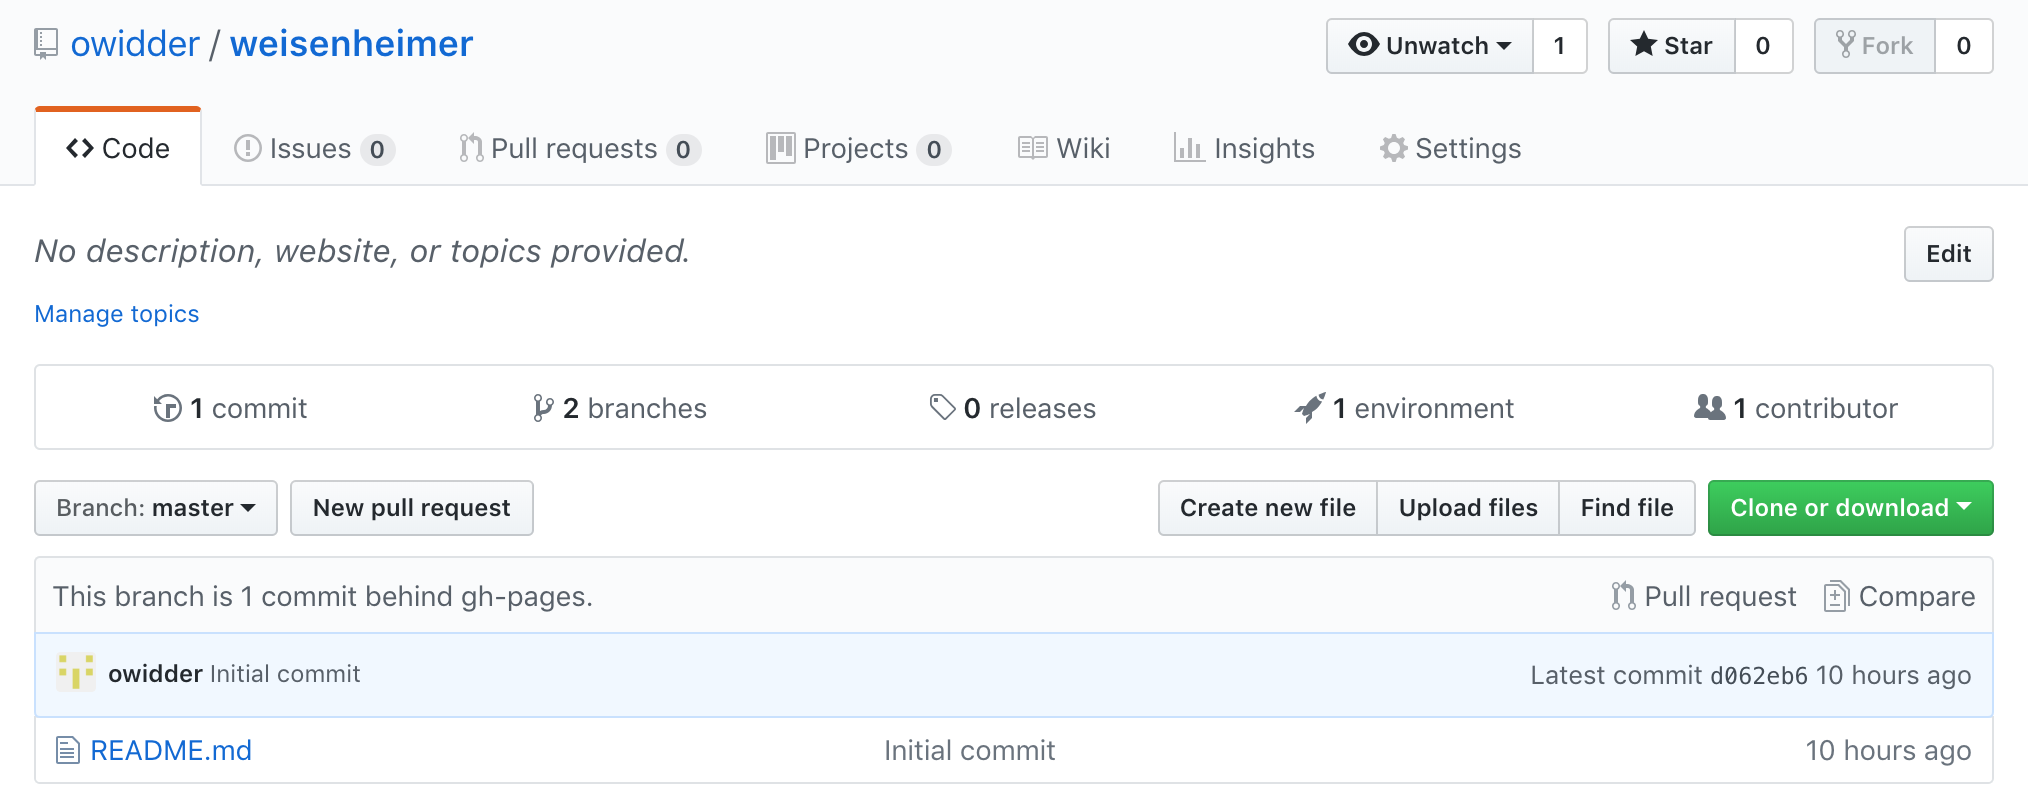 owidder / weisenheimer
Unwatch 1 Star 0 Fork 0
Code Issues 0 Pull requests 0 Projects 0 Wiki Insights Settings
No description, website, or topics provided.
Edit
Manage topics
1 commit 2 branches 0 releases 1 environment 1 contributor
Branch: master New pull request Create new file Upload files Find file Clone or download
This branch is 1 commit behind gh-pages. Pull request Compare
owidder Initial commit Latest commit d062eb6 10 hours ago
README.md Initial commit 10 hours ago